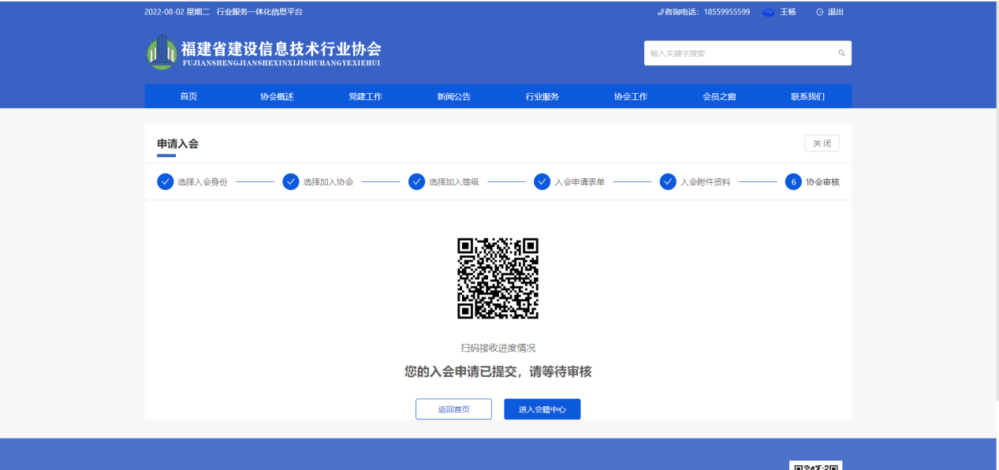 2022-08-02 星期二 行业服务一体化信息平台 咨询电话：18559955599 王杨 退出
福建省建设信息技术行业协会
FUJIANSHENGJIANSHEXINXIJISHUHANGYEXIEHUI
输入关键字搜索
首页 协会概述 党建工作 新闻公告 行业服务 协会工作 会员之窗 联系我们
申请入会 关 闭
选择入会身份 选择加入协会 选择加入等级 入会申请表单 入会附件资料 6 协会审核
扫码接收进度情况
您的入会申请已提交，请等待审核
返回首页 进入会籍中心